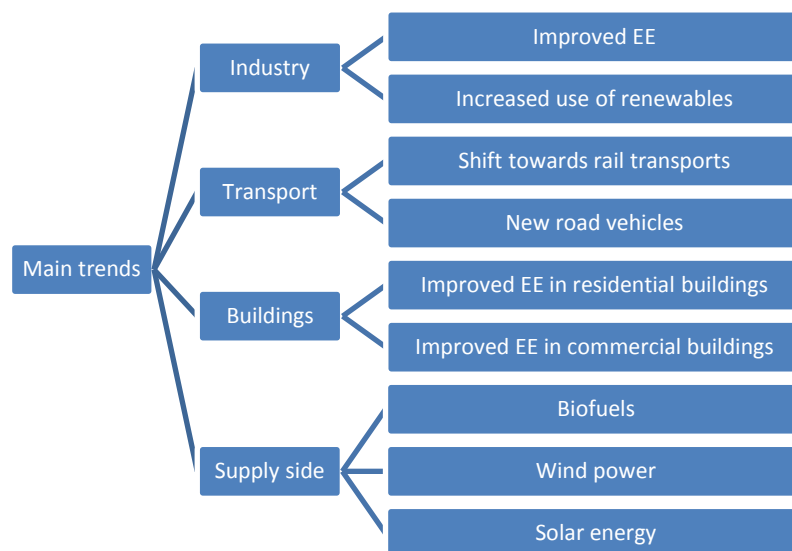 Main trends
Industry
Improved EE
Increased use of renewables
Transport
Shift towards rail transports
New road vehicles
Buildings
Improved EE in residential buildings
Improved EE in commercial buildings
Supply side
Biofuels
Wind power
Solar energy